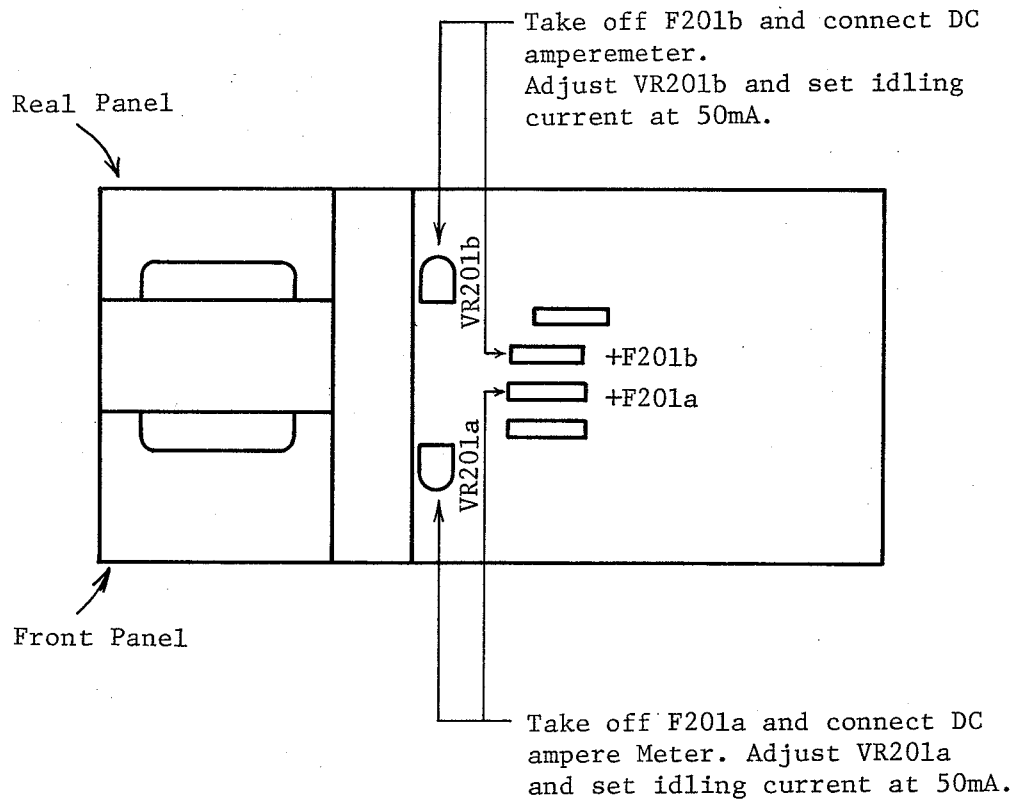 Take off F201b and connect DC
amperemeter.
Adjust VR201b and set idling
current at 50mA.
Real Panel
VR201b
+F201b
+F201a
VR201a
Front Panel
Take off F201a and connect DC
ampere Meter. Adjust VR201a
and set idling current at 50mA.